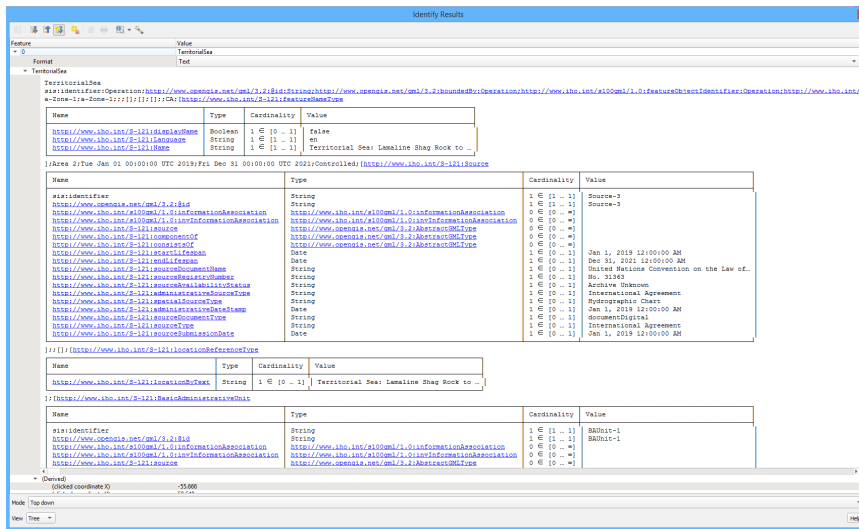 Identify Results
Feature Value
0 TerritorialSea
Format Text
TerritorialSea
TerritorialSea
sis:identifier:Operation;http://www.opengis.net/gml/3.2:@id:String;http://www.opengis.net/gml/3.2:boundedBy:Operation;http://www.iho.int/s100gml/1.0:featureObjectIdentifier:Operation;http://www.iho.int/
a-Zone-1;a-Zone-1;;;[];[];[];;CA;[http://www.iho.int/S-121:featureNameType
Name Type Cardinality Value
http://www.iho.int/S-121:displayName Boolean 1 ∈ [0 … 1] false
http://www.iho.int/S-121:Language String 1 ∈ [1 … 1] en
http://www.iho.int/S-121:Name String 1 ∈ [1 … 1] Territorial Sea: Lamaline Shag Rock to …
];Area 2;Tue Jan 01 00:00:00 UTC 2019;Fri Dec 31 00:00:00 UTC 2021;Controlled;[http://www.iho.int/S-121:Source
Name Type Cardinality Value
sis:identifier String 1 ∈ [1 … 1] Source-3
http://www.opengis.net/gml/3.2:@id String 1 ∈ [1 … 1] Source-3
http://www.iho.int/s100gml/1.0:informationAssociation http://www.iho.int/s100gml/1.0:informationAssociation 0 ∈ [0 … ∞]
http://www.iho.int/s100gml/1.0:invInformationAssociation http://www.iho.int/s100gml/1.0:invInformationAssociation 0 ∈ [0 … ∞]
http://www.iho.int/S-121:source http://www.opengis.net/gml/3.2:AbstractGMLType 0 ∈ [0 … ∞]
http://www.iho.int/S-121:componentOf http://www.opengis.net/gml/3.2:AbstractGMLType 0 ∈ [0 … ∞]
http://www.iho.int/S-121:consistsOf http://www.opengis.net/gml/3.2:AbstractGMLType 0 ∈ [0 … ∞]
http://www.iho.int/S-121:startLifespan Date 1 ∈ [0 … 1] Jan 1, 2019 12:00:00 AM
http://www.iho.int/S-121:endLifespan Date 1 ∈ [0 … 1] Dec 31, 2021 12:00:00 AM
http://www.iho.int/S-121:sourceDocumentName String 1 ∈ [0 … 1] United Nations Convention on the Law of…
http://www.iho.int/S-121:sourceRegistryNumber String 1 ∈ [0 … 1] No. 31363
http://www.iho.int/S-121:sourceAvailabilityStatus String 1 ∈ [0 … 1] Archive Unknown
http://www.iho.int/S-121:administrativeSourceType String 1 ∈ [0 … 1] International Agreement
http://www.iho.int/S-121:spatialSourceType String 1 ∈ [0 … 1] Hydrographic Chart
http://www.iho.int/S-121:administrativeDateStamp Date 1 ∈ [0 … 1] Jan 1, 2019 12:00:00 AM
http://www.iho.int/S-121:sourceDocumentType String 1 ∈ [0 … 1] documentDigital
http://www.iho.int/S-121:sourceType String 1 ∈ [0 … 1] International Agreement
http://www.iho.int/S-121:sourceSubmissionDate Date 1 ∈ [0 … 1] Jan 1, 2019 12:00:00 AM
];;[];[http://www.iho.int/S-121:locationReferenceType
Name Type Cardinality Value
http://www.iho.int/S-121:locationByText String 1 ∈ [0 … 1] Territorial Sea: Lamaline Shag Rock to …
];[http://www.iho.int/S-121:BasicAdministrativeUnit
Name Type Cardinality Value
sis:identifier String 1 ∈ [1 … 1] BAUnit-1
http://www.opengis.net/gml/3.2:@id String 1 ∈ [1 … 1] BAUnit-1
http://www.iho.int/s100gml/1.0:informationAssociation http://www.iho.int/s100gml/1.0:informationAssociation 0 ∈ [0 … ∞]
http://www.iho.int/s100gml/1.0:invInformationAssociation http://www.iho.int/s100gml/1.0:invInformationAssociation 0 ∈ [0 … ∞]
http://www.iho.int/S-121:source http://www.opengis.net/gml/3.2:AbstractGMLType 0 ∈ [0 … ∞]
(Derived)
(clicked coordinate X) -55.666
Mode Top down
View Tree Help